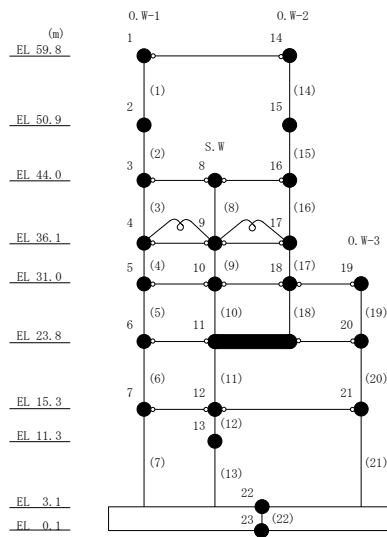 O.W-1 O.W-2
(m)
EL 59.8 1 14
(1) (14)
EL 50.9 2 15
(2) (15)
S.W
EL 44.0 3 8 16
(3) (8) (16)
EL 36.1 4 9 17
O.W-3
EL 31.0 5 (4) 10 (9) 18 (17) 19
(5) (10) (18) (19)
EL 23.8 6 11 20
(6) (11) (20)
EL 15.3 7 12 21
(12)
EL 11.3 13
(7) (13) (21)
EL 3.1 22
EL 0.1 23 (22)